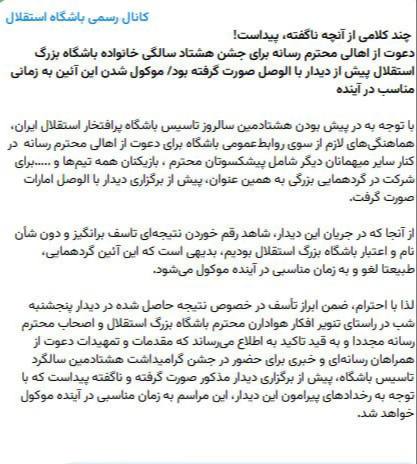 کانال رسمی باشگاه استقلال
چند کلامی از آنچه ناگفته، پیداست!
دعوت از اهالی محترم رسانه برای جشن هشتاد سالگی خانواده باشگاه بزرگ
استقلال پیش از دیدار با الوصل صورت گرفته بود/ موکول شدن این آئین به زمانی
مناسب در آینده
با توجه به در پیش بودن هشتادمین سالروز تاسیس باشگاه پرافتخار استقلال ایران،
هماهنگی‌های لازم از سوی روابط‌عمومی باشگاه برای دعوت از اهالی محترم رسانه در
کنار سایر میهمانان دیگر شامل پیشکسوتان محترم ، بازیکنان همه تیم‌ها و .....برای
شرکت در گردهمایی بزرگی به همین عنوان، پیش از برگزاری دیدار با الوصل امارات
صورت گرفت.
از آنجا که در جریان این دیدار، شاهد رقم خوردن نتیجه‌ای تاسف برانگیز و دون شأن
نام و اعتبار باشگاه بزرگ استقلال بودیم، بدیهی است که این آئین گردهمایی،
طبیعتا لغو و به زمان مناسبی در آینده موکول می‌شود.
لذا با احترام، ضمن ابراز تأسف در خصوص نتیجه حاصل شده در دیدار پنجشنبه
شب در راستای تنویر افکار هوادارن محترم باشگاه بزرگ استقلال و اصحاب محترم
رسانه مجددا و به قید تاکید به اطلاع می‌رساند که مقدمات و تمهیدات دعوت از
همراهان رسانه‌ای و خبری برای حضور در جشن گرامیداشت هشتادمین سالگرد
تاسیس باشگاه، پیش از برگزاری دیدار مذکور صورت گرفته و ناگفته پیداست که با
توجه به رخدادهای پیرامون این دیدار، این مراسم به زمان مناسبی در آینده موکول
خواهد شد.